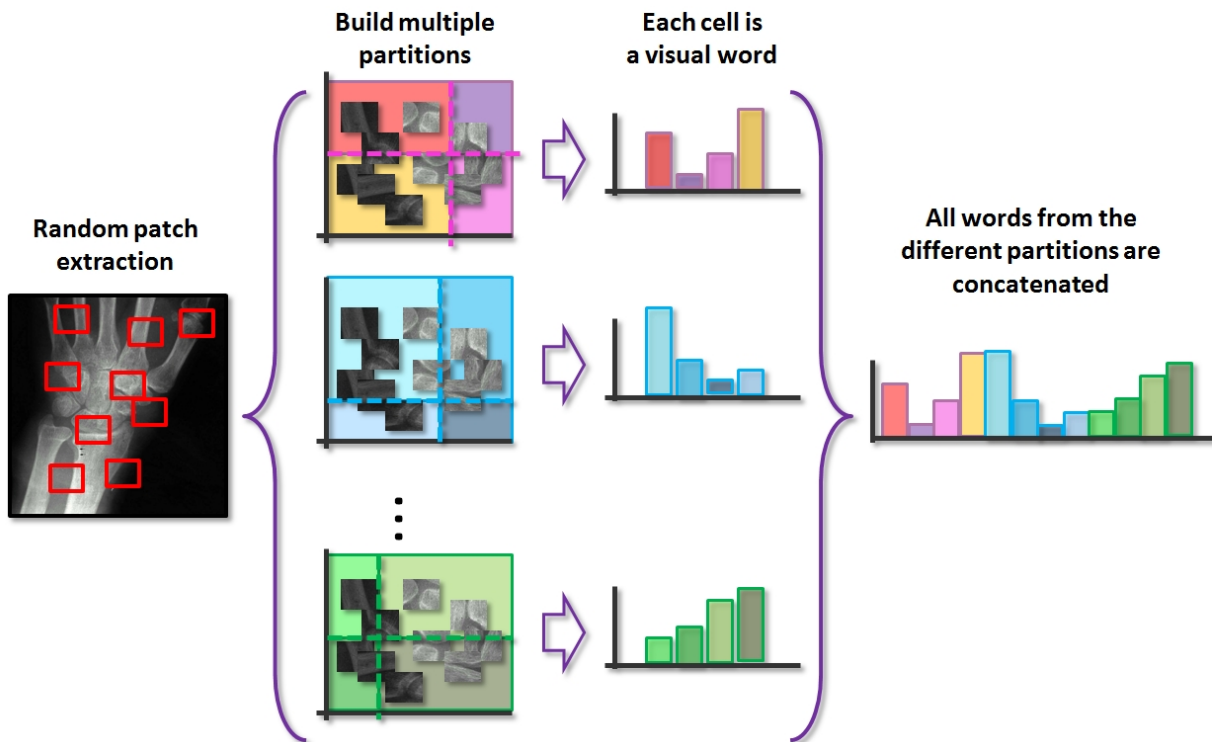 Random patch
extraction
Build multiple
partitions
Each cell is
a visual word
All words from the
different partitions are
concatenated